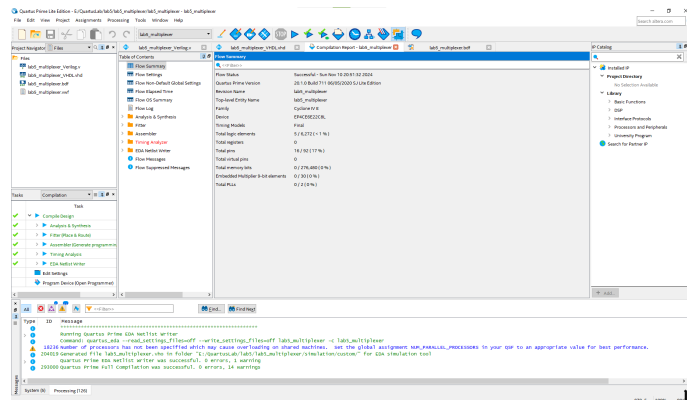 Quartus Prime Lite Edition - E:/QuartusLab/lab5/lab5_multiplexer/lab5_multiplexer - lab5_multiplexer
File Edit View Project Assignments Processing Tools Window Help
Search altera.com
lab5_multiplexer
Project Navigator Files
Files
lab5_multiplexer_Verilog.v
lab5_multiplexer_VHDL.vhd
lab5_multiplexer.bdf
lab5_multiplexer.vwf
Tasks Compilation
Task
Compile Design
Analysis & Synthesis
Fitter (Place & Route)
Assembler (Generate programmin
Timing Analysis
EDA Netlist Writer
Edit Settings
Program Device (Open Programmer)
lab5_multiplexer_Verilog.v lab5_multiplexer_VHDL.vhd Compilation Report - lab5_multiplexer lab5_multiplexer.bdf
Table of Contents
Flow Summary
Flow Settings
Flow Non-Default Global Settings
Flow Elapsed Time
Flow OS Summary
Flow Log
Analysis & Synthesis
Fitter
Assembler
Timing Analyzer
EDA Netlist Writer
Flow Messages
Flow Suppressed Messages
Flow Summary
<<Filter>>
Flow Status Successful - Sun Nov 10 20:51:32 2024
Quartus Prime Version 20.1.0 Build 711 06/05/2020 SJ Lite Edition
Revision Name lab5_multiplexer
Top-level Entity Name lab5_multiplexer
Family Cyclone IV E
Device EP4CE6E22C8L
Timing Models Final
Total logic elements 5 / 6,272 ( < 1 % )
Total registers 0
Total pins 16 / 92 ( 17 % )
Total virtual pins 0
Total memory bits 0 / 276,480 ( 0 % )
Embedded Multiplier 9-bit elements 0 / 30 ( 0 % )
Total PLLs 0 / 2 ( 0 % )
IP Catalog
Installed IP
Project Directory
No Selection Available
Library
Basic Functions
DSP
Interface Protocols
Processors and Peripherals
University Program
Search for Partner IP
+ Add...
All <<Filter>> Find... Find Next
Type ID Message
Running Quartus Prime EDA Netlist Writer
Command: quartus_eda --read_settings_files=off --write_settings_files=off lab5_multiplexer -c lab5_multiplexer
18236 Number of processors has not been specified which may cause overloading on shared machines. Set the global assignment NUM_PARALLEL_PROCESSORS in your QSF to an appropriate value for best performance.
204019 Generated file lab5_multiplexer.vho in folder "E:/QuartusLab/lab5/lab5_multiplexer/simulation/custom/" for EDA simulation tool
Quartus Prime EDA Netlist Writer was successful. 0 errors, 1 warning
293000 Quartus Prime Full Compilation was successful. 0 errors, 14 warnings
Messages
System (6) Processing (126)